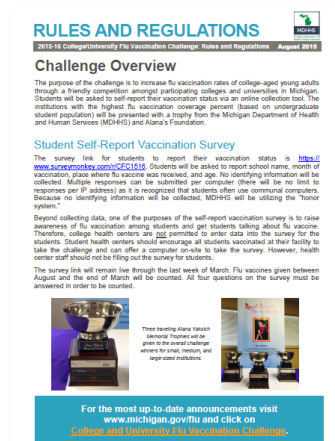 RULES AND REGULATIONS
MDHHS
2015-16 College/University Flu Vaccination Challenge: Rules and Regulations August 2015
Challenge Overview
The purpose of the challenge is to increase flu vaccination rates of college-aged young adults
through a friendly competition amongst participating colleges and universities in Michigan.
Students will be asked to self-report their vaccination status via an online collection tool. The
institutions with the highest flu vaccination coverage percent (based on undergraduate
student population) will be presented with a trophy from the Michigan Department of Health
and Human Services (MDHHS) and Alana's Foundation.
Student Self-Report Vaccination Survey
The survey link for students to report their vaccination status is https://
www.surveymonkey.com/r/CFC1516. Students will be asked to report school name, month of
vaccination, place where flu vaccine was received, and age. No identifying information will be
collected. Multiple responses can be submitted per computer (there will be no limit to
responses per IP address) as it is recognized that students often use communal computers.
Because no identifying information will be collected, MDHHS will be utilizing the "honor
system."
Beyond collecting data, one of the purposes of the self-report vaccination survey is to raise
awareness of flu vaccination among students and get students talking about flu vaccine.
Therefore, college health centers are not permitted to enter data into the survey for the
students. Student health centers should encourage all students vaccinated at their facility to
take the challenge and can offer a computer on-site to take the survey. However, health
center staff should not be filling out the survey for students.
The survey link will remain live through the last week of March. Flu vaccines given between
August and the end of March will be counted. All four questions on the survey must be
answered in order to be counted.
Three traveling Alana Yaksich
Memorial Trophies will be
given to the overall challenge
winners for small, medium, and
large-sized institutions.
For the most up-to-date announcements visit
www.michigan.gov/flu and click on
College and University Flu Vaccination Challenge.